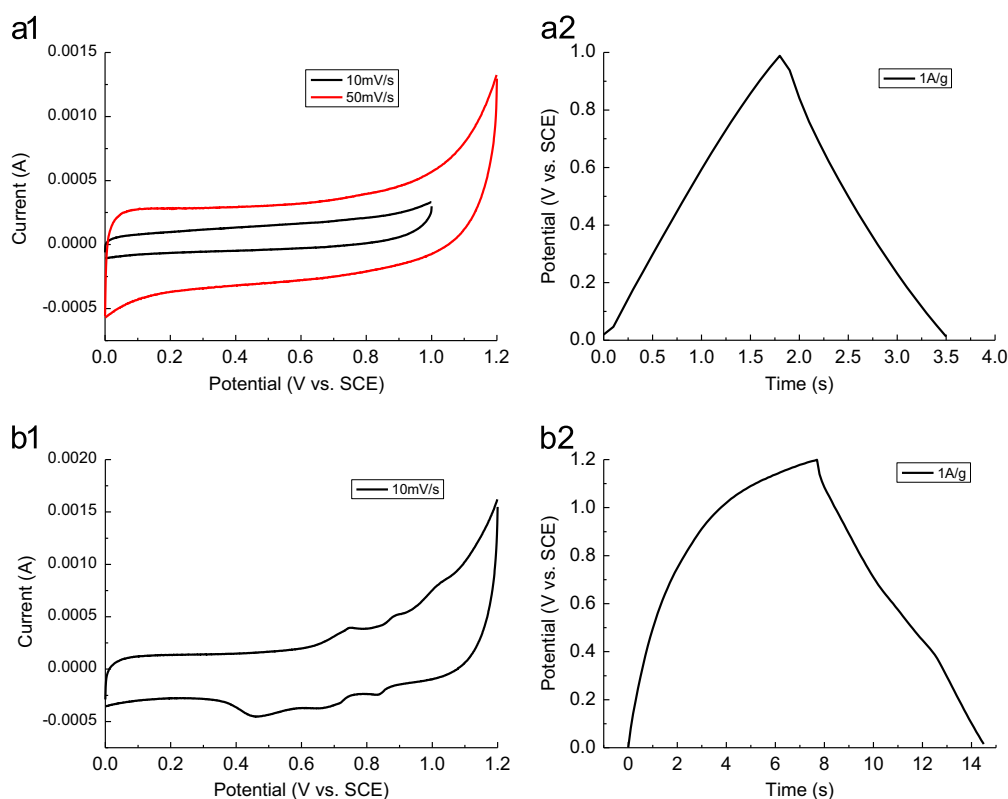 a1
0.0015
0.0010
0.0005
0.0000
-0.0005
Current (A)
10mV/s
50mV/s
0.0 0.2 0.4 0.6 0.8 1.0 1.2
Potential (V vs. SCE)
a2
1.0
0.8
0.6
0.4
0.2
0.0
Potential (V vs. SCE)
1A/g
0.0 0.5 1.0 1.5 2.0 2.5 3.0 3.5 4.0
Time (s)
b1
0.0020
0.0015
0.0010
0.0005
0.0000
-0.0005
Current (A)
10mV/s
0.0 0.2 0.4 0.6 0.8 1.0 1.2
Potential (V vs. SCE)
b2
1.2
1.0
0.8
0.6
0.4
0.2
0.0
Potential (V vs. SCE)
1A/g
0 2 4 6 8 10 12 14
Time (s)